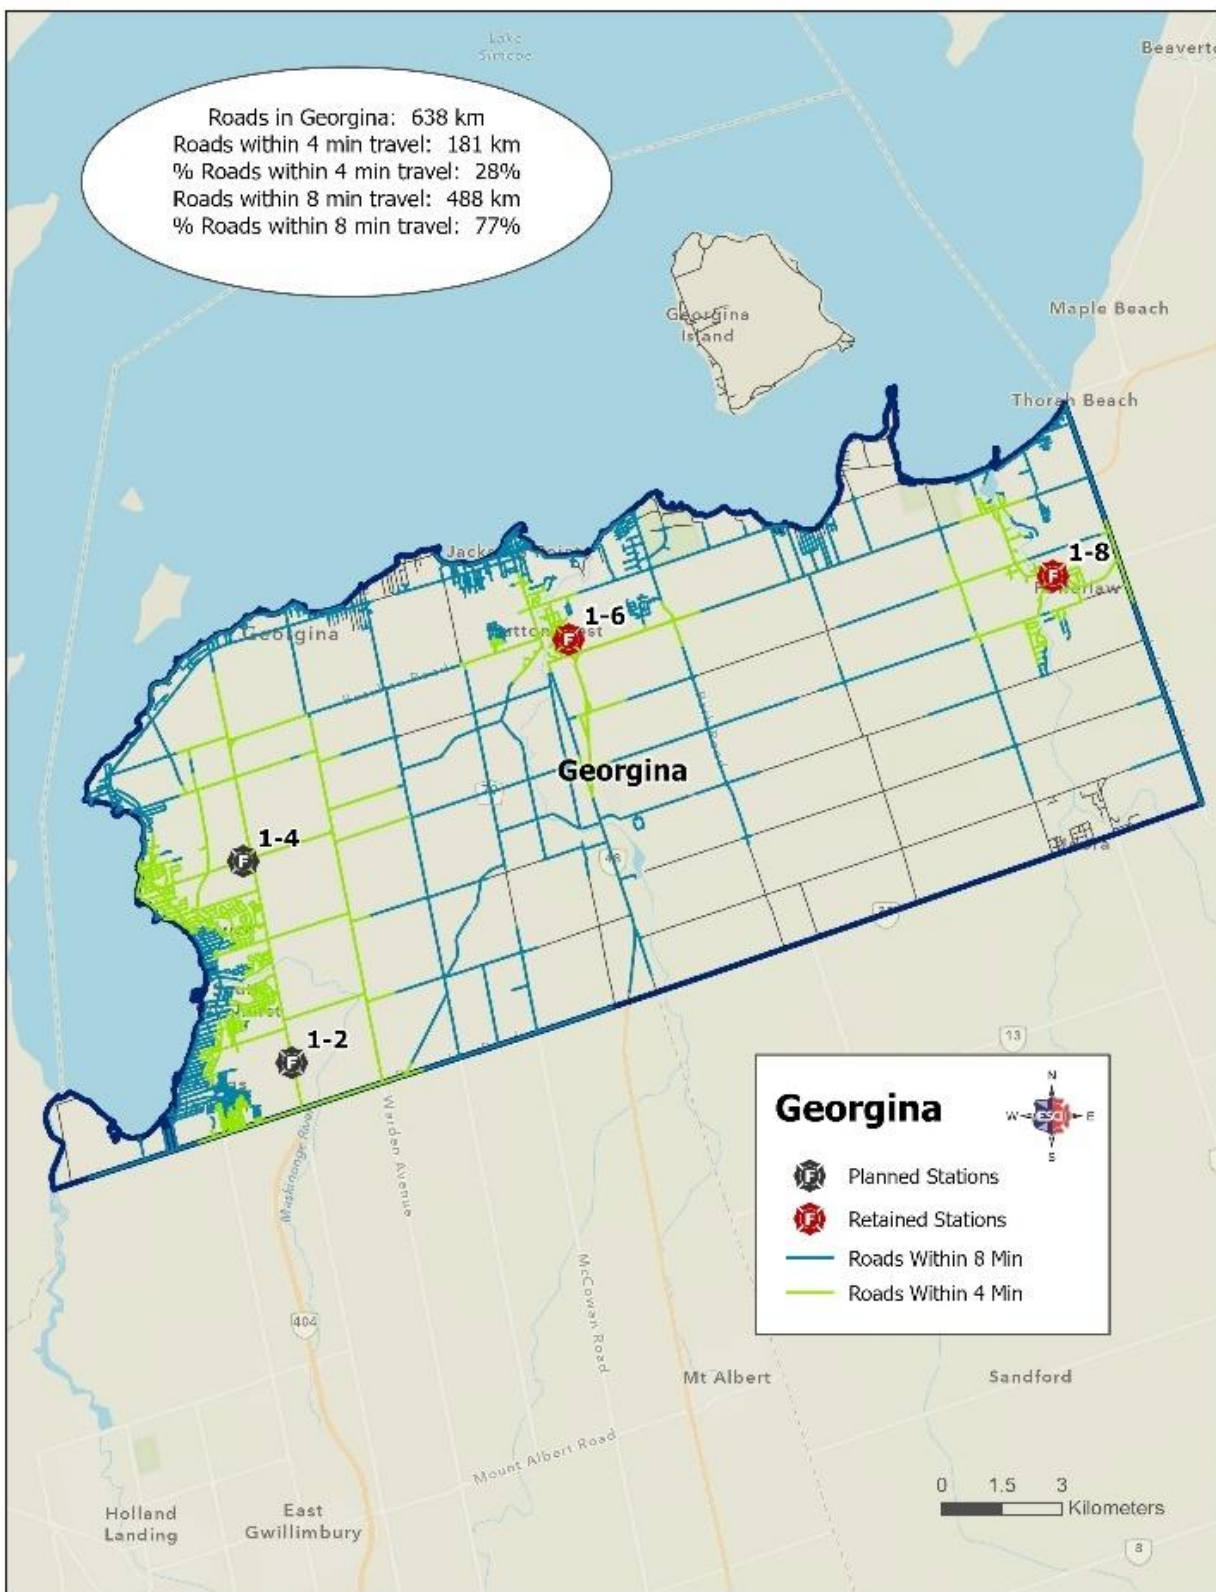 Lake
Simcoe
Beaverto
Roads in Georgina: 638 km
Roads within 4 min travel: 181 km
% Roads within 4 min travel: 28%
Roads within 8 min travel: 488 km
% Roads within 8 min travel: 77%
Georgina
Island
Maple Beach
Thorah Beach
1-8
F
1-6
F
Georgina
Georgina
48
1-4
F
1-2
F
Maskinonge River
Warden Avenue
McCowan Road
13
404
Mt Albert
Sandford
Mount Albert Road
Holland
Landing
East
Gwillimbury
8
Georgina
N
W
ESCI
E
S
F
Planned Stations
F
Retained Stations
Roads Within 8 Min
Roads Within 4 Min
0 1.5 3
Kilometers